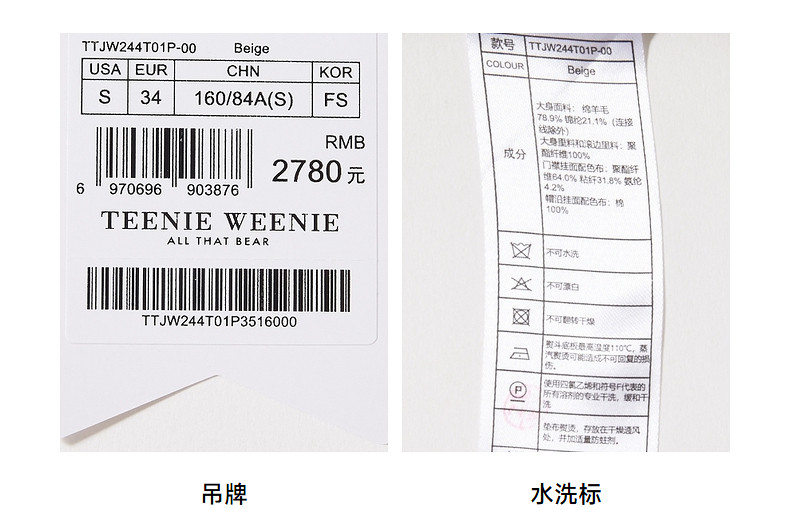 TTJW244T01P-00 Beige
USA EUR CHN KOR
S 34 160/84A(S) FS
RMB
2780元
6 970696 903876
TEENIE WEENIE
ALL THAT BEAR
TTJW244T01P3516000
吊牌
款号 TTJW244T01P-00
COLOUR Beige
成分
大身面料: 棉羊毛
78.9% 锦纶21.1% (连接
线除外)
大身里料和滚边里料: 聚
酯纤维100%
门襟挂面配色布: 聚酯纤
维64.0% 粘纤31.8% 氨纶
4.2%
帽沿挂面配色布: 棉
100%
不可水洗
不可漂白
不可翻转干燥
熨斗底板最高温度110℃, 蒸
汽熨烫可能造成不可回复的损
伤。
P
使用四氯乙烯和符号F代表的
所有溶剂的专业干洗, 缓和干
洗
垫布熨烫, 存放在干燥通风
处, 并加适量防蛀剂。
水洗标